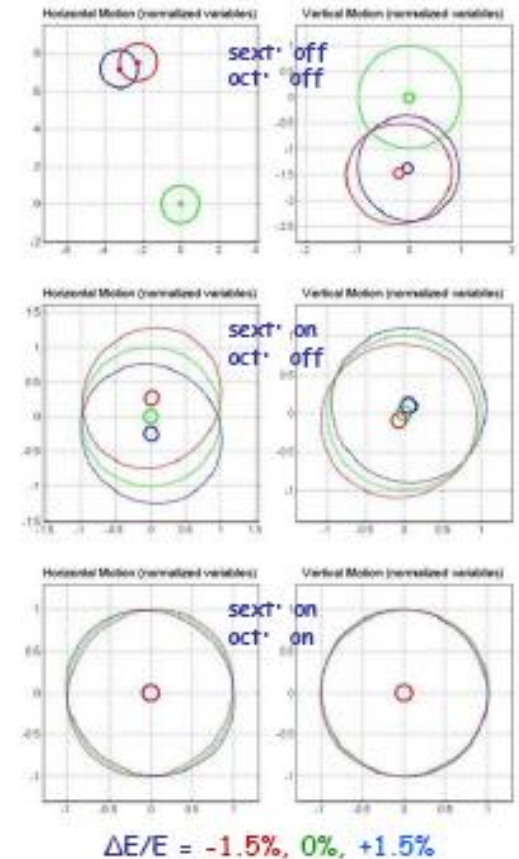 Horizontal Motion (normalized variables)
Vertical Motion (normalized variables)
sext. off
oct. off
Horizontal Motion (normalized variables)
Vertical Motion (normalized variables)
sext. on
oct. off
Horizontal Motion (normalized variables)
Vertical Motion (normalized variables)
sext. on
oct. on
ΔE/E = -1.5%, 0%, +1.5%